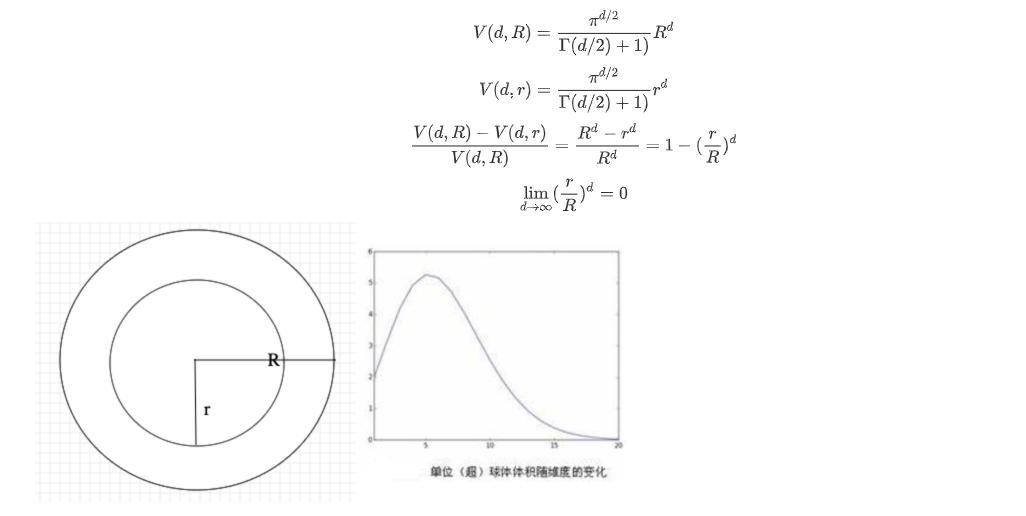 V(d, R) = \frac{\pi^{d/2}}{\Gamma(d/2) + 1)} R^d
V(d, r) = \frac{\pi^{d/2}}{\Gamma(d/2) + 1)} r^d
\frac{V(d, R) - V(d, r)}{V(d, R)} = \frac{R^d - r^d}{R^d} = 1 - (\frac{r}{R})^d
\lim_{d \to \infty} (\frac{r}{R})^d = 0
R
r
6
5
4
3
2
1
0
5 10 15 20
单位（超）球体体积随维度的变化